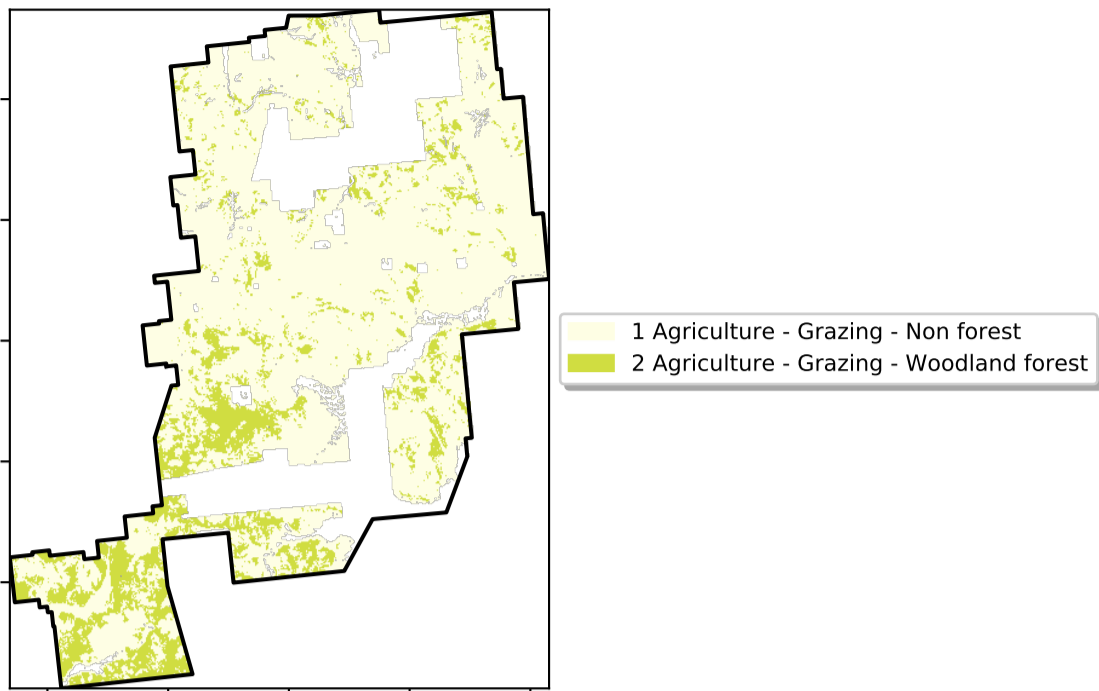 1 Agriculture - Grazing - Non forest
2 Agriculture - Grazing - Woodland forest